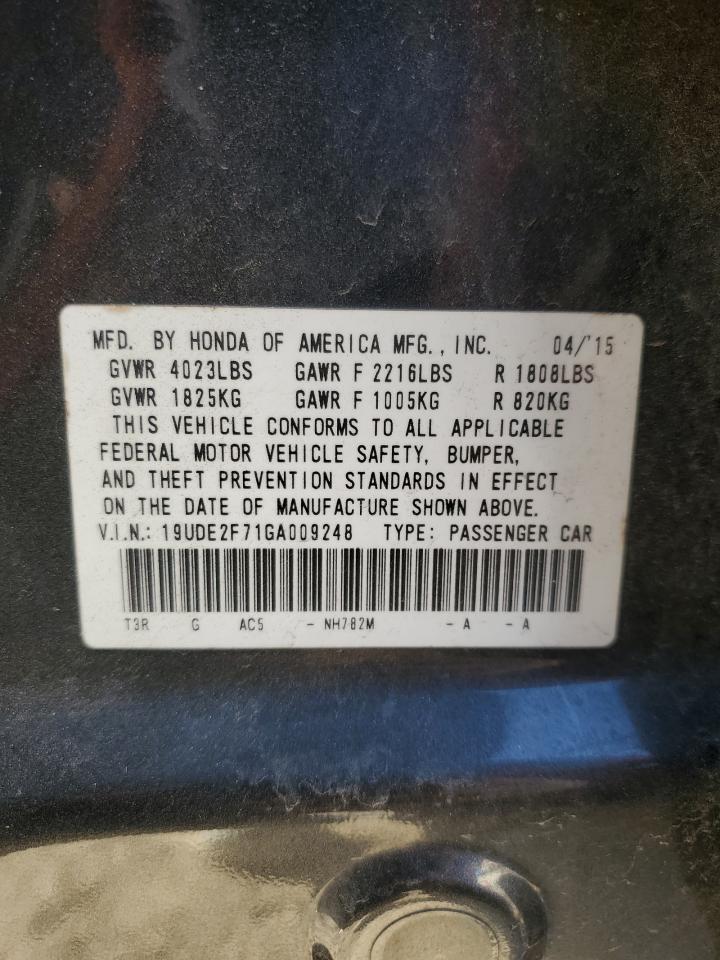 MFD. BY HONDA OF AMERICA MFG., INC. 04/'15
GVWR 4023LBS GAWR F 2216LBS R 1808LBS
GVWR 1825KG GAWR F 1005KG R 820KG
THIS VEHICLE CONFORMS TO ALL APPLICABLE
FEDERAL MOTOR VEHICLE SAFETY, BUMPER,
AND THEFT PREVENTION STANDARDS IN EFFECT
ON THE DATE OF MANUFACTURE SHOWN ABOVE.
V.I.N.: 19UDE2F71GA009248 TYPE: PASSENGER CAR
T3R G AC5 - NH782M - A - A